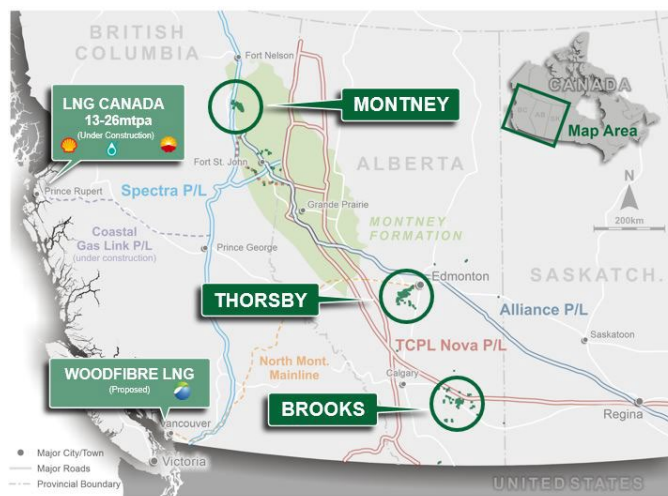 BRITISH
COLUMBIA
Fort Nelson
LNG CANADA
13-26mtpa
(Under Construction)
MONTNEY
CANADA
BC
AB
SK
Map Area
Fort St. John
ALBERTA
Prince Rupert
Spectra P/L
N
200km
Grande Prairie
Coastal
Gas Link P/L
(under construction)
MONTNEY
FORMATION
Prince George
SASKATCH.
Edmonton
THORSBY
Alliance P/L
Saskatoon
North Mont.
Mainline
TCPL Nova P/L
WOODFIBRE LNG
(Proposed)
Calgary
BROOKS
Regina
Vancouver
Victoria
Major City/Town
Major Roads
Provincial Boundary
UNITED STATES